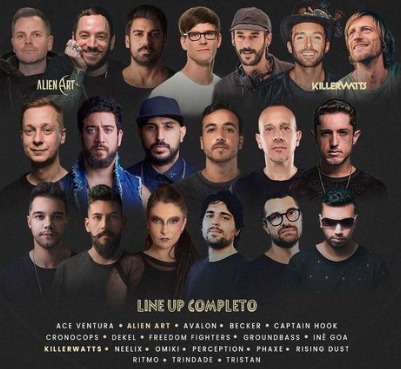 ALIEN ART
KILLERWATTS
LINE UP COMPLETO
ACE VENTURA • ALIEN ART • AVALON • BECKER • CAPTAIN HOOK
CRONOCOPS • DEKEL • FREEDOM FIGHTERS • GROUNDBASS • INÊ GOA
KILLERWATTS • NEELIX • OMIKI • PERCEPTION • PHAXE • RISING DUST
RITMO • TRINDADE • TRISTAN